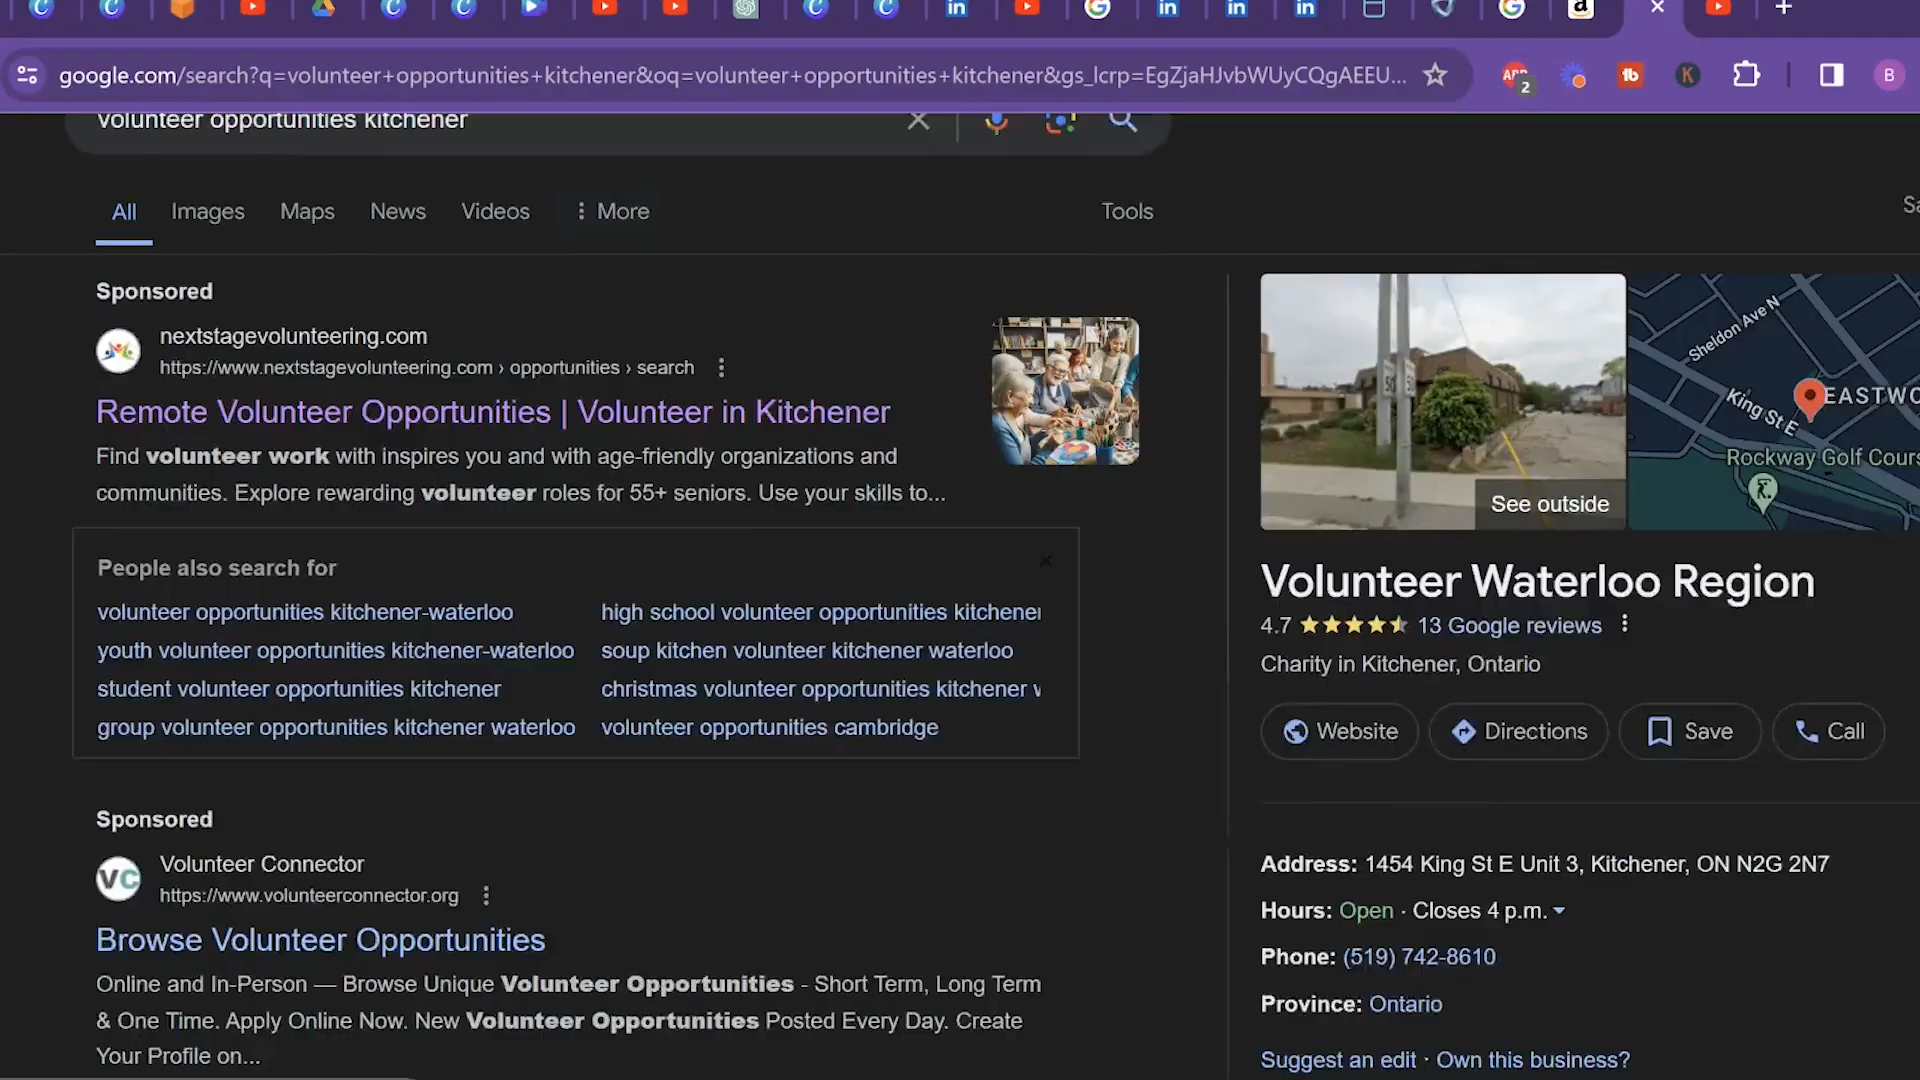 google.com/search?q=volunteer+opportunities+kitchener&oq=volunteer+opportunities+kitchener&gs_lcrp=EgZjaHJvbWUyCQgAEEU...
2
B
volunteer opportunities kitchener
All Images Maps News Videos More Tools
Sponsored
nextstagevolunteering.com
https://www.nextstagevolunteering.com › opportunities › search
Remote Volunteer Opportunities | Volunteer in Kitchener
Find volunteer work with inspires you and with age-friendly organizations and
communities. Explore rewarding volunteer roles for 55+ seniors. Use your skills to...
People also search for
volunteer opportunities kitchener-waterloo
high school volunteer opportunities kitchener
youth volunteer opportunities kitchener-waterloo
soup kitchen volunteer kitchener waterloo
student volunteer opportunities kitchener
christmas volunteer opportunities kitchener
group volunteer opportunities kitchener waterloo
volunteer opportunities cambridge
Sponsored
VC
Volunteer Connector
https://www.volunteerconnector.org
Browse Volunteer Opportunities
Online and In-Person — Browse Unique Volunteer Opportunities - Short Term, Long Term
& One Time. Apply Online Now. New Volunteer Opportunities Posted Every Day. Create
Your Profile on...
See outside
Sheldon Ave N
King St E
EASTWO
Rockway Golf Cours
Volunteer Waterloo Region
4.7 13 Google reviews
Charity in Kitchener, Ontario
Website Directions Save Call
Address: 1454 King St E Unit 3, Kitchener, ON N2G 2N7
Hours: Open · Closes 4 p.m.
Phone: (519) 742-8610
Province: Ontario
Suggest an edit · Own this business?